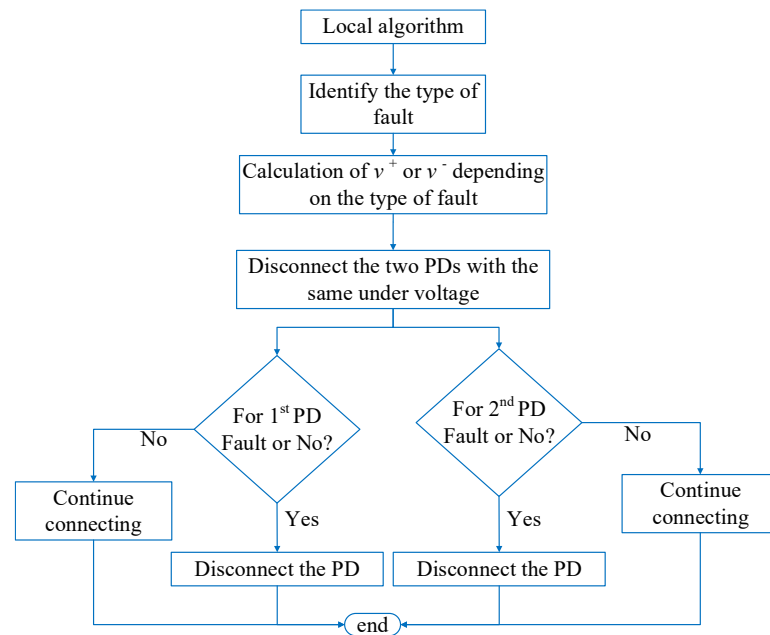 Local algorithm
Identify the type of
fault
Calculation of v⁺ or v⁻ depending
on the type of fault
Disconnect the two PDs with the
same under voltage
For 1ˢᵗ PD
Fault or No?
For 2ⁿᵈ PD
Fault or No?
No
No
Continue
connecting
Continue
connecting
Yes
Yes
Disconnect the PD
Disconnect the PD
end